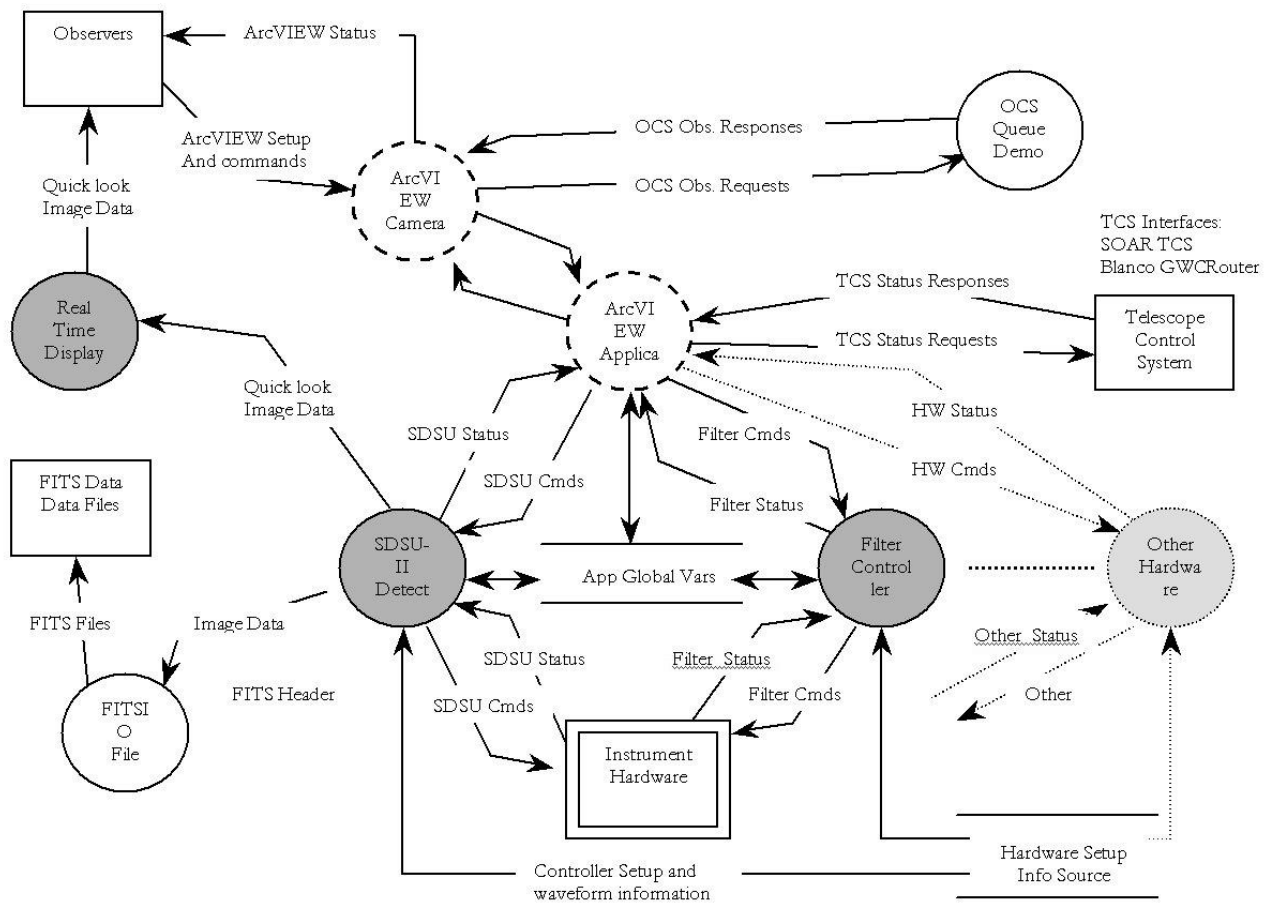 Observers
ArcVIEW Status
OCS
Queue
Demo
OCS Obs. Responses
ArcVIEW Setup
And commands
ArcVI
EW
Camera
OCS Obs. Requests
Quick look
Image Data
TCS Interfaces:
SOAR TCS
Blanco GWCRouter
Real
Time
Display
ArcVI
EW
Applica
TCS Status Responses
TCS Status Requests
Telescope
Control
System
Quick look
Image Data
SDSU Status
Filter Cmds
HW Status
SDSU Cmds
HW Cmds
FITS Data
Data Files
Filter Status
SDSU-
II
Detect
App Global Vars
Filter
Control
ler
Other
Hardwa
re
FITS Files
Image Data
SDSU Status
Filter Status
Other Status
FITS Header
SDSU Cmds
Filter Cmds
Other
FITSI
O
File
Instrument
Hardware
Controller Setup and
waveform information
Hardware Setup
Info Source